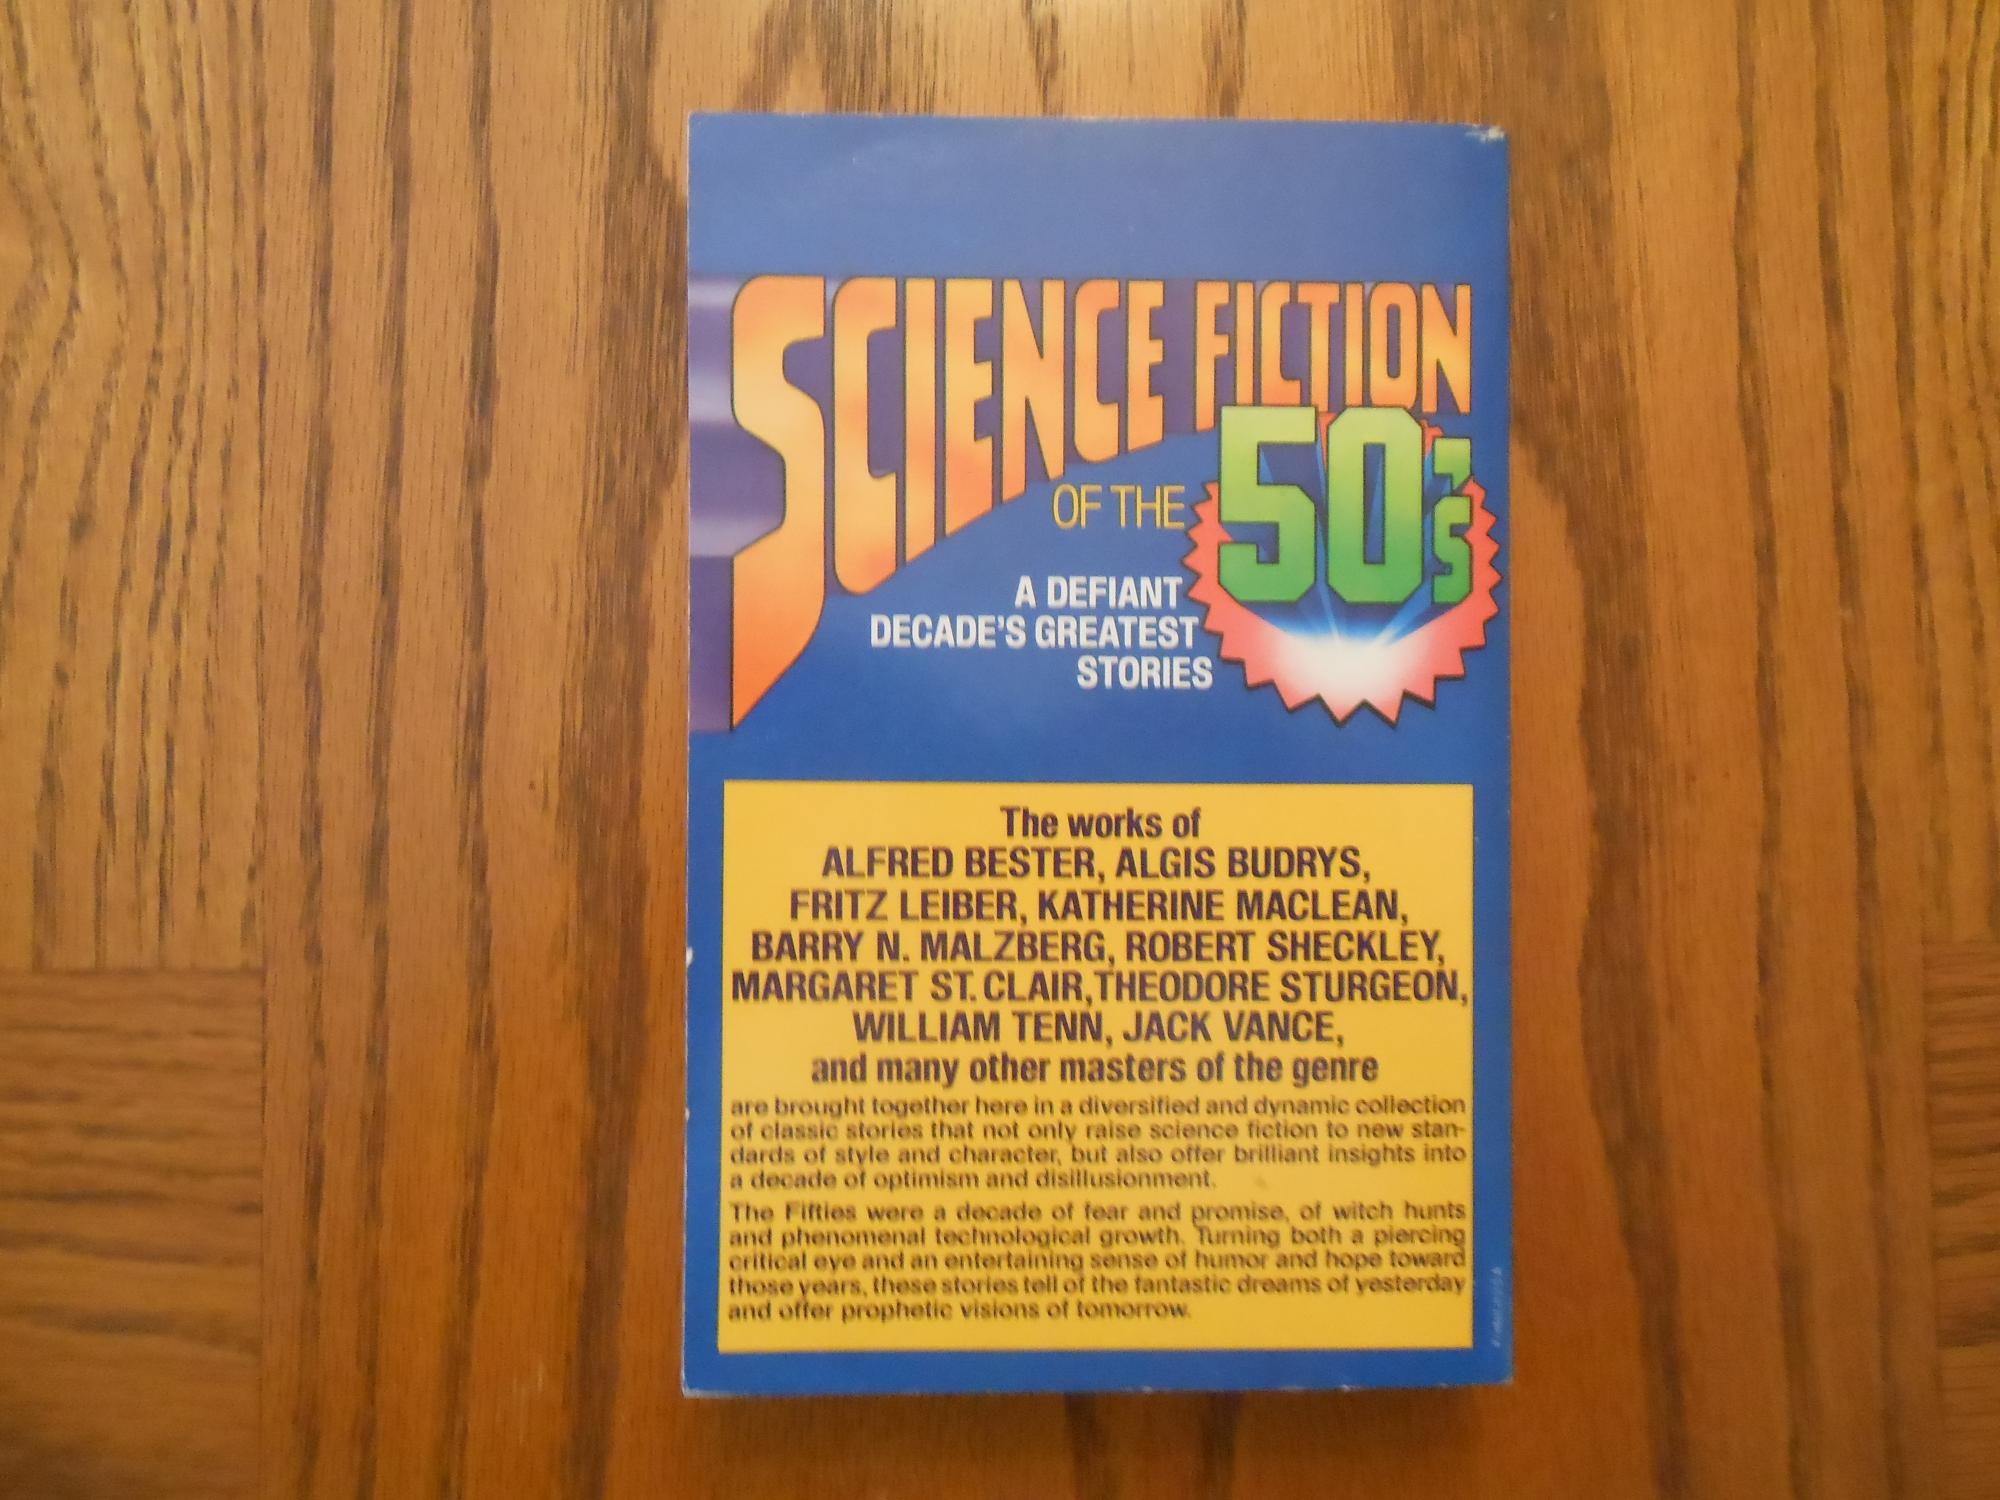 SCIENCE FICTION
OF THE 50's
A DEFIANT
DECADE'S GREATEST
STORIES
The works of
ALFRED BESTER, ALGIS BUDRYS,
FRITZ LEIBER, KATHERINE MACLEAN,
BARRY N. MALZBERG, ROBERT SHECKLEY,
MARGARET ST. CLAIR, THEODORE STURGEON,
WILLIAM TENN, JACK VANCE,
and many other masters of the genre
are brought together here in a diversified and dynamic collection
of classic stories that not only raise science fiction to new stan-
dards of style and character, but also offer brilliant insights into
a decade of optimism and disillusionment.
The Fifties were a decade of fear and promise, of witch hunts
and phenomenal technological growth. Turning both a piercing
critical eye and an entertaining sense of humor and hope toward
those years, these stories tell of the fantastic dreams of yesterday
and offer prophetic visions of tomorrow.